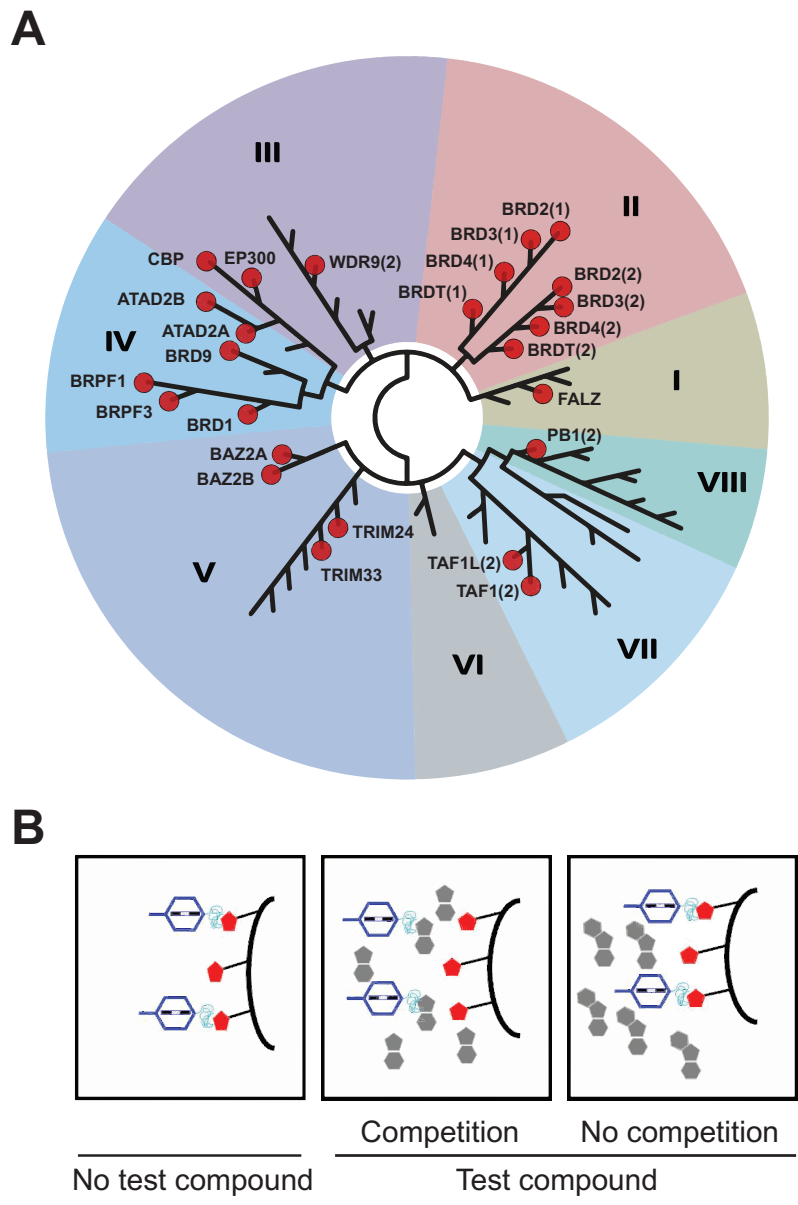 A
III
II
BRD2(1)
BRD3(1)
CBP
EP300
WDR9(2)
BRD4(1)
BRD2(2)
ATAD2B
BRDT(1)
BRD3(2)
ATAD2A
BRD4(2)
IV
BRD9
BRDT(2)
BRPF1
I
BRPF3
FALZ
BRD1
PB1(2)
BAZ2A
BAZ2B
VIII
TRIM24
TAF1L(2)
V
TRIM33
TAF1(2)
VII
VI
B
Competition
No competition
No test compound
Test compound